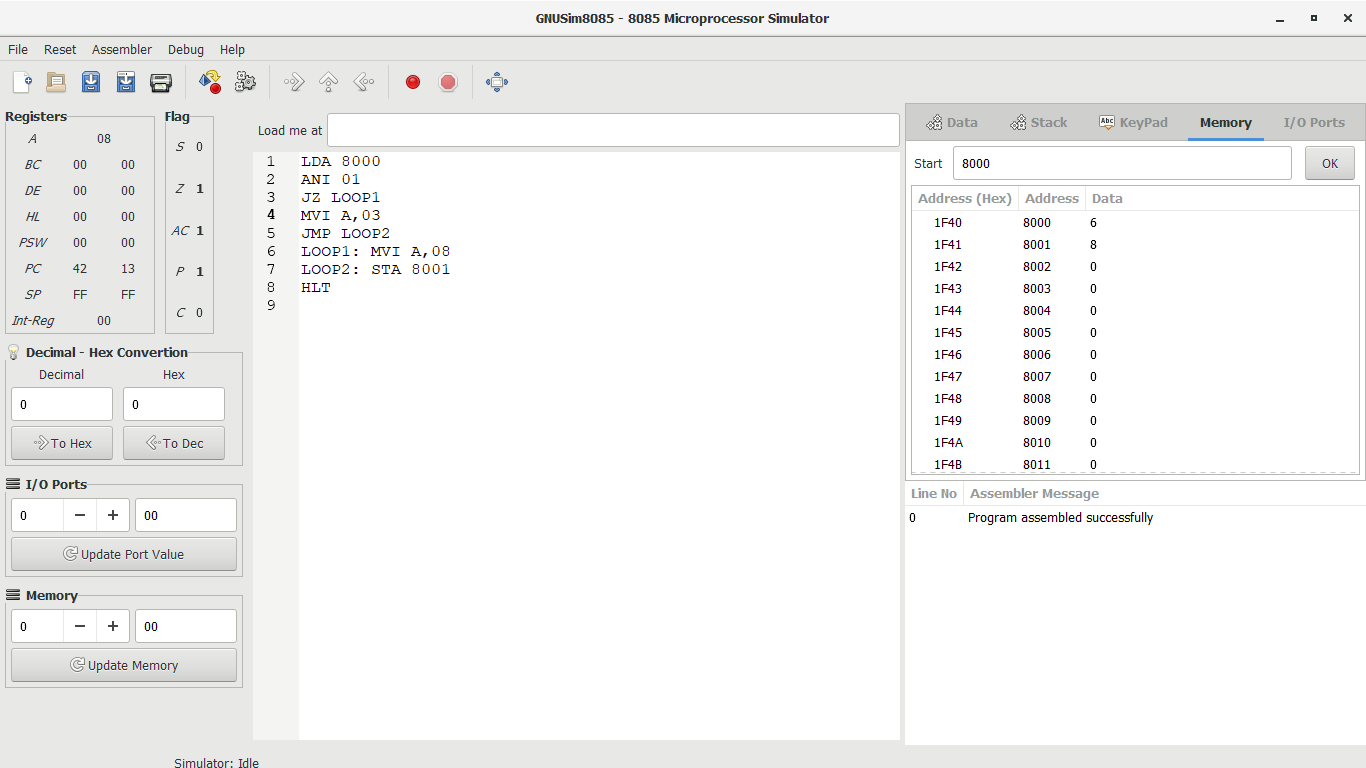 GNUSim8085 - 8085 Microprocessor Simulator
File Reset Assembler Debug Help
Registers
A 08
BC 00 00
DE 00 00
HL 00 00
PSW 00 00
PC 42 13
SP FF FF
Int-Reg 00
Flag
S 0
Z 1
AC 1
P 1
C 0
Decimal - Hex Convertion
Decimal Hex
0 0
To Hex To Dec
I/O Ports
0 00
Update Port Value
Memory
0 00
Update Memory
Load me at
1 LDA 8000
2 ANI 01
3 JZ LOOP1
4 MVI A,03
5 JMP LOOP2
6 LOOP1: MVI A,08
7 LOOP2: STA 8001
8 HLT
9
Data Stack Abc KeyPad Memory I/O Ports
Start 8000 OK
Address (Hex) Address Data
1F40 8000 6
1F41 8001 8
1F42 8002 0
1F43 8003 0
1F44 8004 0
1F45 8005 0
1F46 8006 0
1F47 8007 0
1F48 8008 0
1F49 8009 0
1F4A 8010 0
1F4B 8011 0
Line No Assembler Message
0 Program assembled successfully
Simulator: Idle